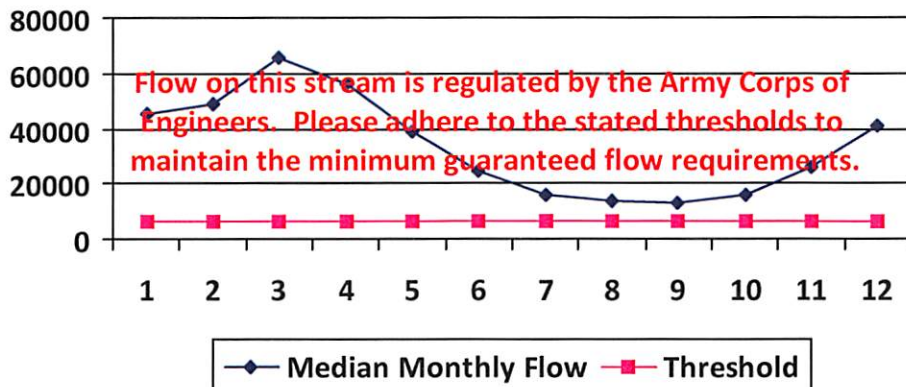 80000
60000
40000
20000
0
Flow on this stream is regulated by the Army Corps of
Engineers. Please adhere to the stated thresholds to
maintain the minimum guaranteed flow requirements.
1 2 3 4 5 6 7 8 9 10 11 12
Median Monthly Flow Threshold